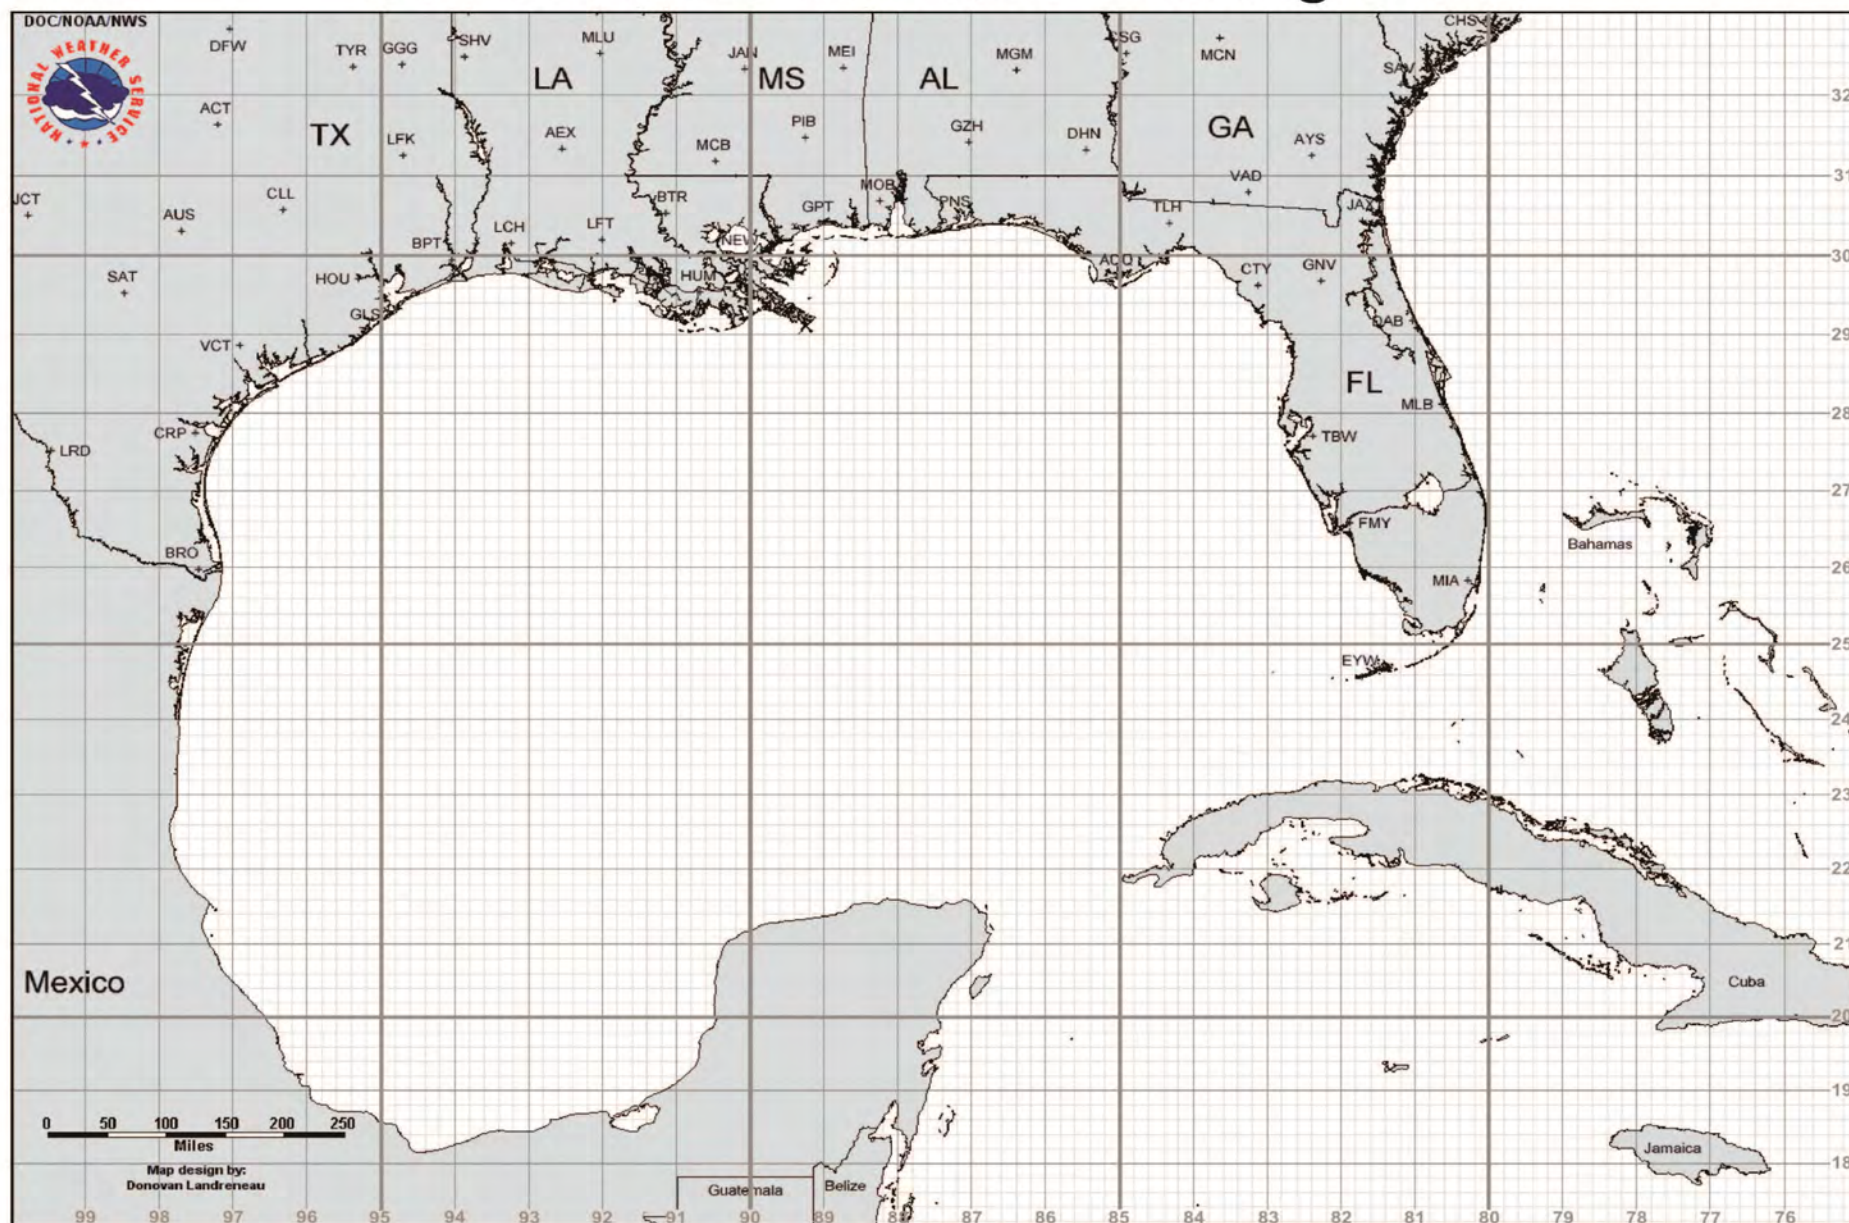 DOC/NOAA/NWS
NATIONAL WEATHER SERVICE
DFW
TYR
GGG
SHV
MLU
JAN
MEI
MGM
CSG
MCN
CHS
SAV
LA
MS
AL
GA
TX
32
ACT
LFK
AEX
MCB
PIB
GZH
DHN
AYS
31
JCT
AUS
CLL
BPT
LCH
LFT
BTR
NEW
GPT
MOB
PNS
TLH
VAD
JAX
30
SAT
HOU
GLS
HUM
CTY
GNV
VCT
DAB
29
FL
MLB
28
LRD
CRP
TBW
27
FMY
Bahamas
BRO
MIA
26
25
EYW
24
23
22
21
Mexico
Cuba
20
19
0 50 100 150 200 250
Miles
Map design by:
Donovan Landreneau
Guatemala
Belize
Jamaica
18
99 98 97 95 94 93 92 91 90 89 88 87 86 85 84 83 82 81 80 79 78 77 76